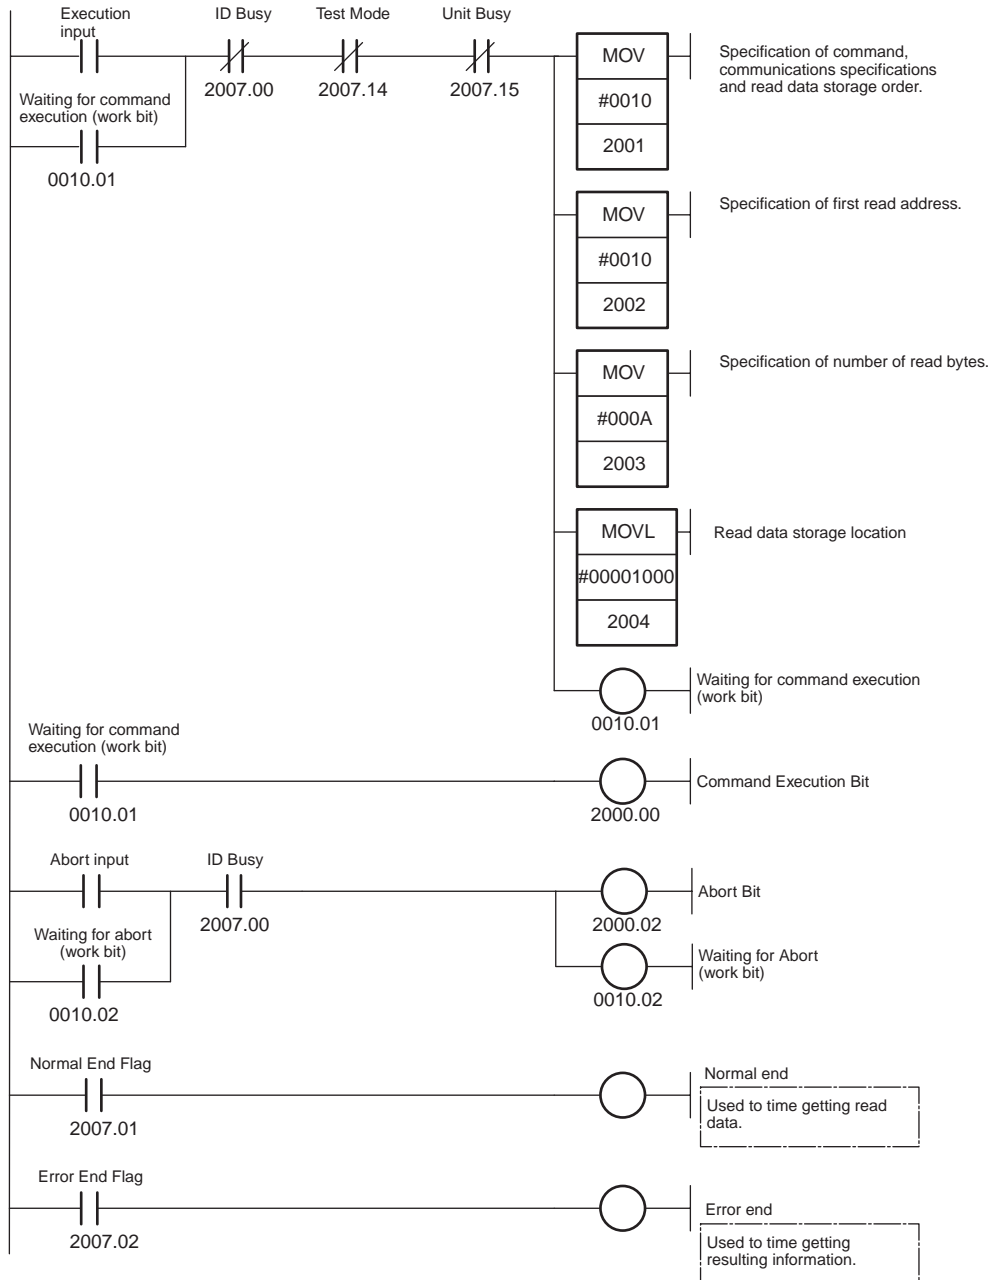 Execution
input
ID Busy
Test Mode
Unit Busy
2007.00
2007.14
2007.15
Waiting for command
execution (work bit)
0010.01
MOV
#0010
2001
Specification of command,
communications specifications
and read data storage order.
MOV
#0010
2002
Specification of first read address.
MOV
#000A
2003
Specification of number of read bytes.
MOVL
#00001000
2004
Read data storage location
Waiting for command execution
(work bit)
0010.01
Waiting for command
execution (work bit)
0010.01
2000.00
Command Execution Bit
Abort input
ID Busy
2007.00
2000.02
Abort Bit
Waiting for abort
(work bit)
0010.02
Waiting for Abort
(work bit)
0010.02
Normal End Flag
2007.01
Normal end
Used to time getting read
data.
Error End Flag
2007.02
Error end
Used to time getting
resulting information.